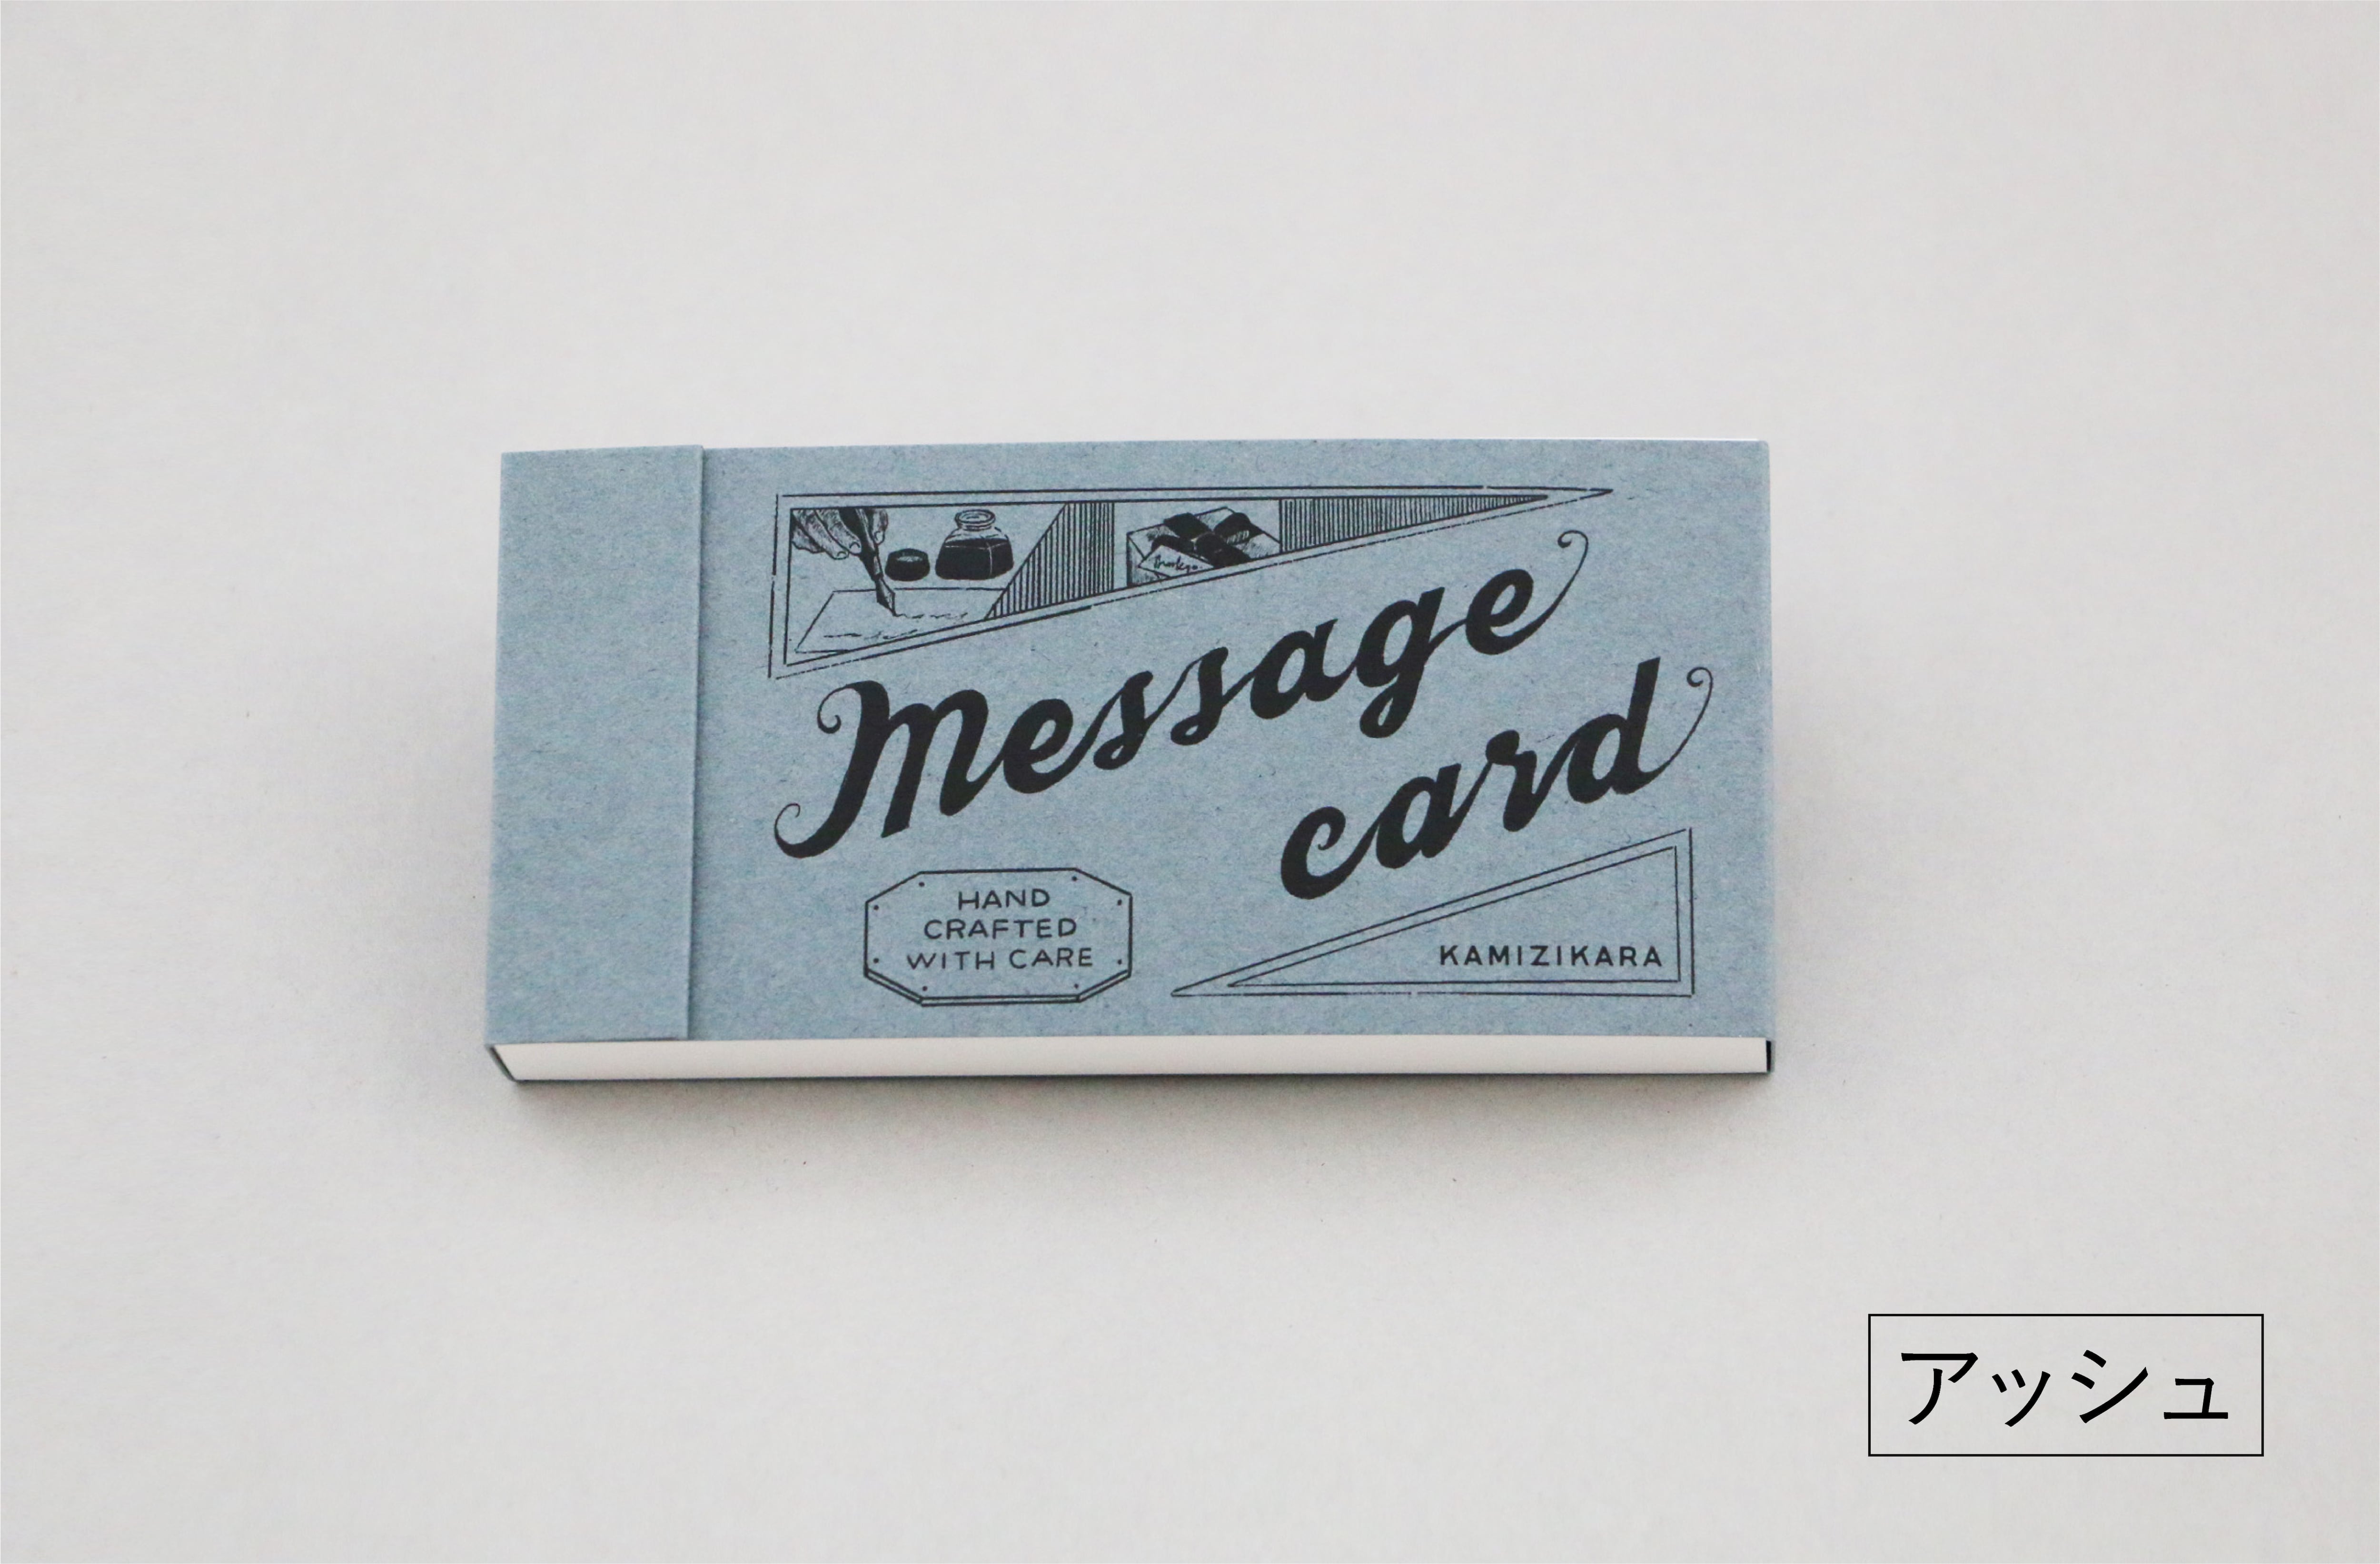 Message
card
HAND
CRAFTED
WITH CARE
KAMIZIKARA
アッシュ